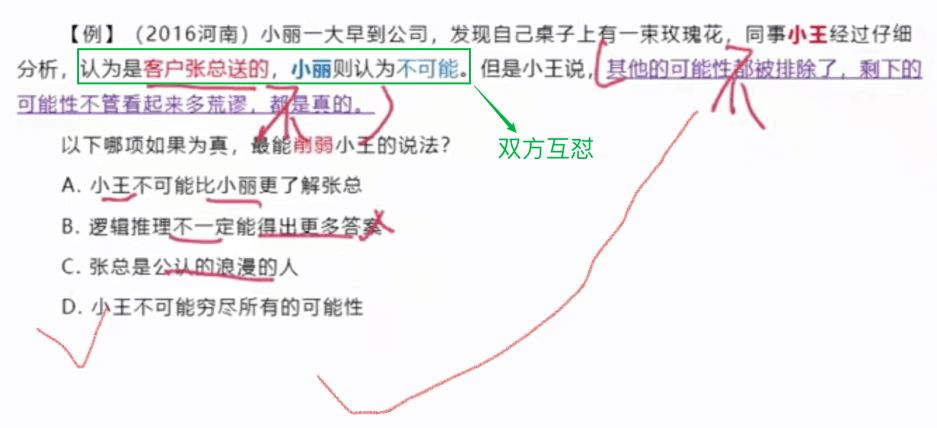 【例】(2016河南)小丽一大早到公司，发现自己桌子上有一束玫瑰花，同事小王经过仔细
分析，认为是客户张总送的，小丽则认为不可能。但是小王说，其他的可能性都被排除了，剩下的
可能性不管看起来多荒谬，都是真的。
不
不
双方互怼
以下哪项如果为真，最能削弱小王的说法？
A. 小王不可能比小丽更了解张总
B. 逻辑推理不一定能得出更多答案
C. 张总是公认的浪漫的人
D. 小王不可能穷尽所有的可能性